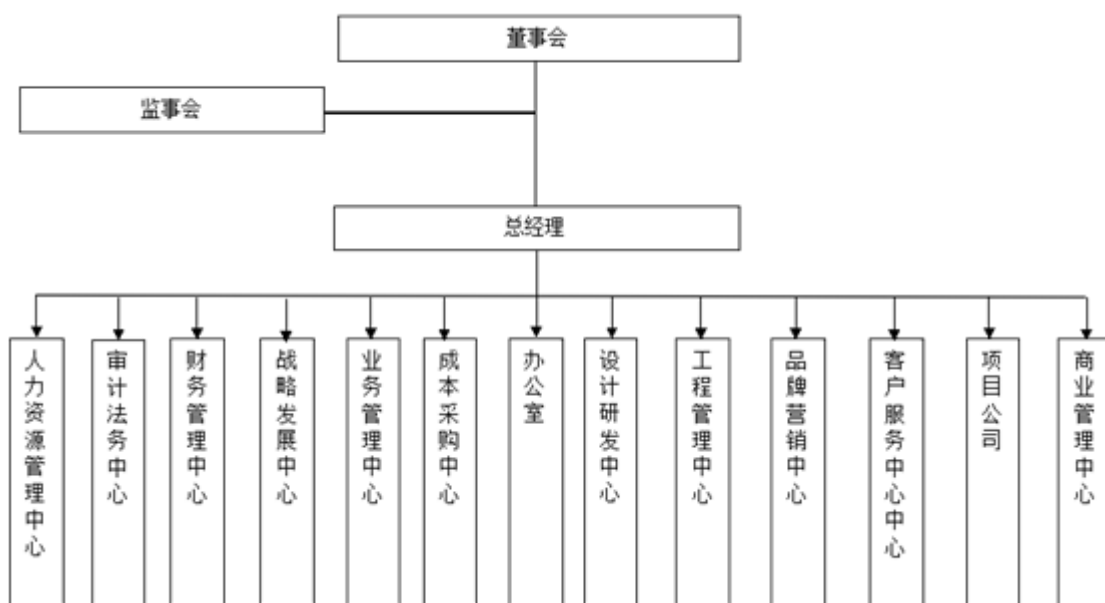 董事会
监事会
总经理
人力资源管理中心
审计法务中心
财务管理中心
战略发展中心
业务管理中心
成本采购中心
办公室
设计研发中心
工程管理中心
品牌营销中心
客户服务中心中心
项目公司
商业管理中心